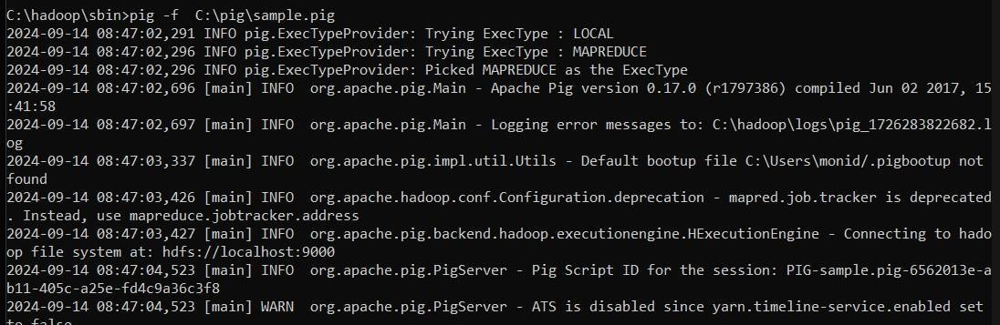 C:\hadoop\sbin>pig -f  C:\pig\sample.pig
2024-09-14 08:47:02,291 INFO pig.ExecTypeProvider: Trying ExecType : LOCAL
2024-09-14 08:47:02,296 INFO pig.ExecTypeProvider: Trying ExecType : MAPREDUCE
2024-09-14 08:47:02,296 INFO pig.ExecTypeProvider: Picked MAPREDUCE as the ExecType
2024-09-14 08:47:02,696 [main] INFO  org.apache.pig.Main - Apache Pig version 0.17.0 (r1797386) compiled Jun 02 2017, 15
:41:58
2024-09-14 08:47:02,697 [main] INFO  org.apache.pig.Main - Logging error messages to: C:\hadoop\logs\pig_1726283822682.l
og
2024-09-14 08:47:03,337 [main] INFO  org.apache.pig.impl.util.Utils - Default bootup file C:\Users\monid/.pigbootup not
found
2024-09-14 08:47:03,426 [main] INFO  org.apache.hadoop.conf.Configuration.deprecation - mapred.job.tracker is deprecated
. Instead, use mapreduce.jobtracker.address
2024-09-14 08:47:03,427 [main] INFO  org.apache.pig.backend.hadoop.executionengine.HExecutionEngine - Connecting to hado
op file system at: hdfs://localhost:9000
2024-09-14 08:47:04,523 [main] INFO  org.apache.pig.PigServer - Pig Script ID for the session: PIG-sample.pig-6562013e-a
b11-405c-a25e-fd4c9a36c3f8
2024-09-14 08:47:04,523 [main] WARN  org.apache.pig.PigServer - ATS is disabled since yarn.timeline-service.enabled set
to false